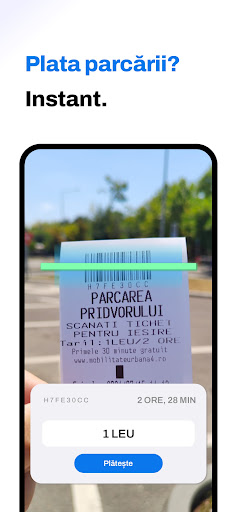 Plata parcării?
Instant.
H7FE30CC
PARCAREA
PRIDVORULUI
SCANATI TICHET
PENTRU IESIRE
Tarif:1LEU/2 ORE
Primele 30 minute gratuit
www.mobilitateurbana4.ro
H7FE30CC
2 ORE, 28 MIN
1 LEU
Plătește